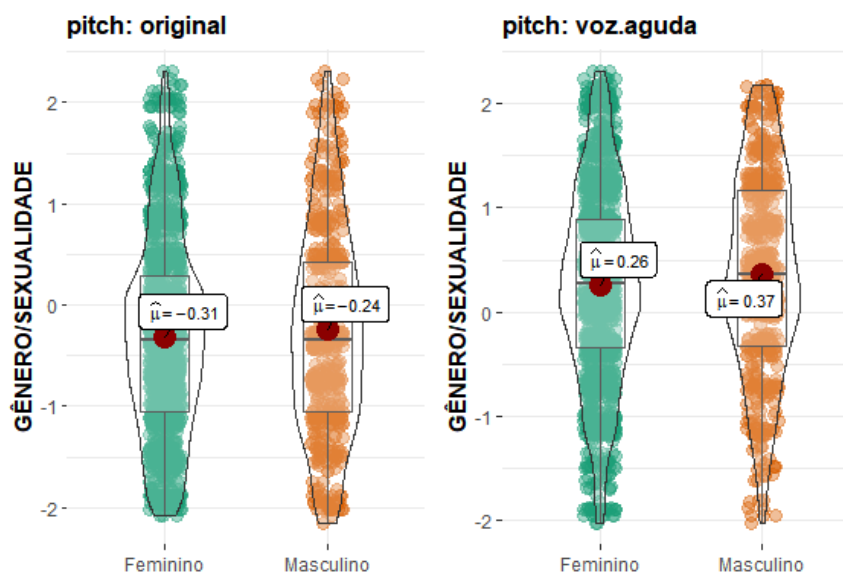 pitch: original
GÊNERO/SEXUALIDADE
2
1
0
-1
-2
μ̂ = −0.31
μ̂ = −0.24
Feminino
Masculino
pitch: voz.aguda
GÊNERO/SEXUALIDADE
2
1
0
-1
-2
μ̂ = 0.26
μ̂ = 0.37
Feminino
Masculino